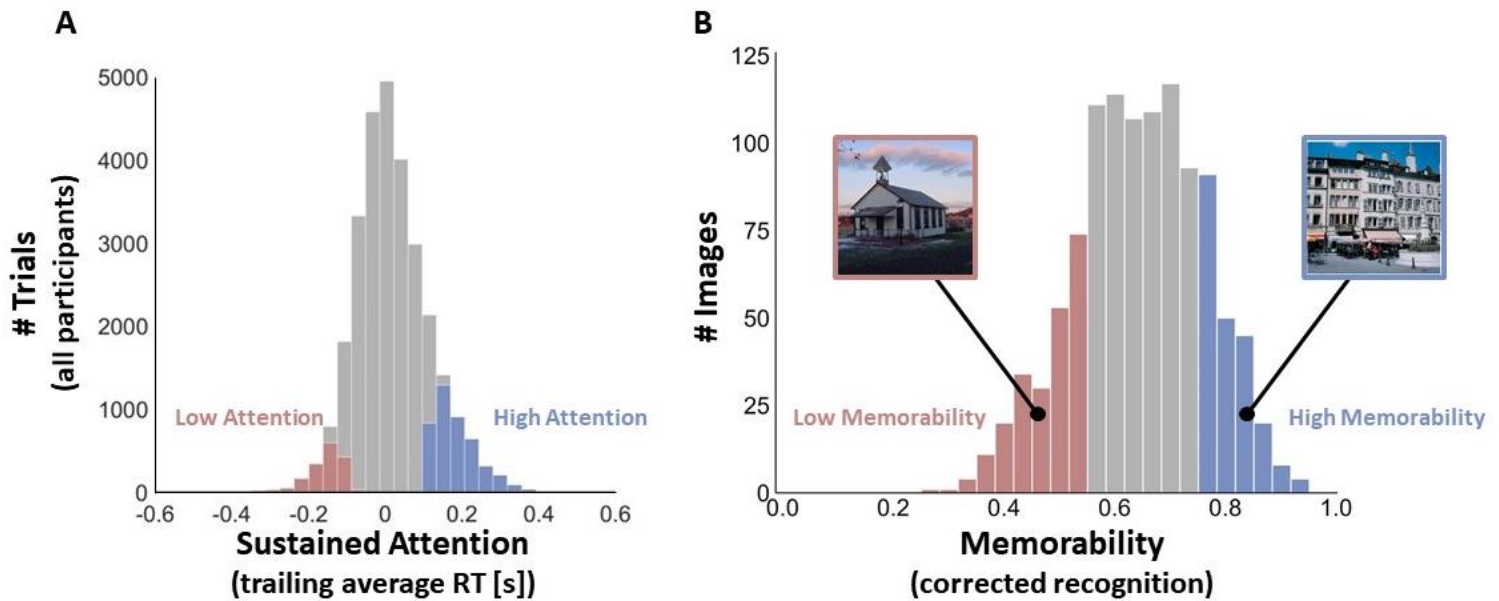 A
# Trials
(all participants)
5000
4000
3000
2000
1000
0
Low Attention
High Attention
-0.6
-0.4
-0.2
0
0.2
0.4
0.6
Sustained Attention
(trailing average RT [s])
B
# Images
125
100
75
50
25
0
Low Memorability
High Memorability
0.0
0.2
0.4
0.6
0.8
1.0
Memorability
(corrected recognition)